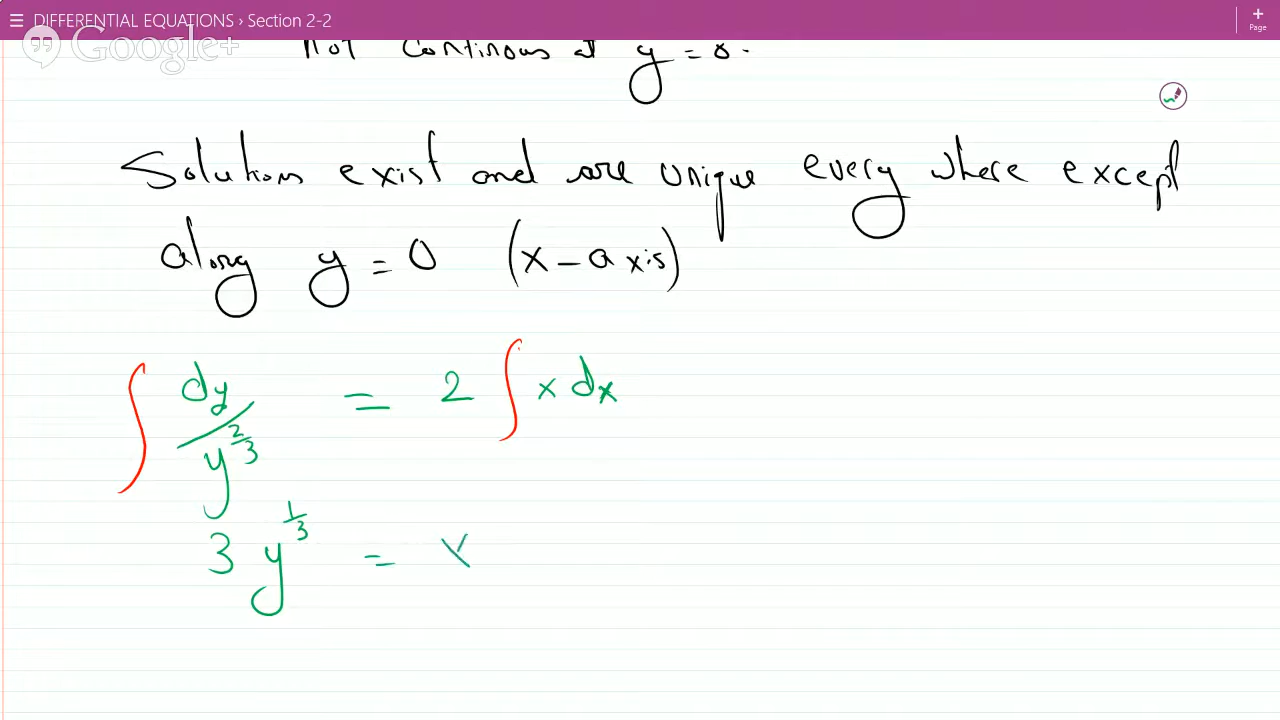 DIFFERENTIAL EQUATIONS › Section 2-2
Page
Google+
not continous at y = 0.
Solutions exist and are unique every where except
along y = 0 (x - axis)
∫ dy / y^{2/3} = 2 ∫ x dx
3 y^{1/3} = x